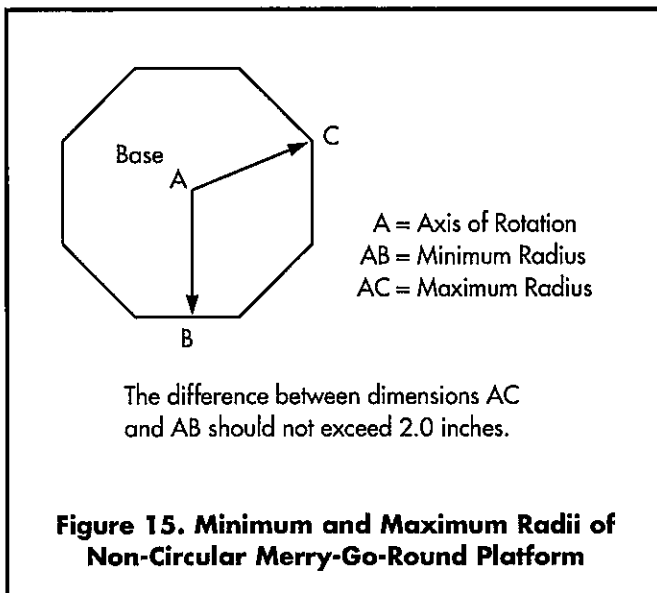 Base
A
C
B
A = Axis of Rotation
AB = Minimum Radius
AC = Maximum Radius
The difference between dimensions AC
and AB should not exceed 2.0 inches.
Figure 15. Minimum and Maximum Radii of
Non-Circular Merry-Go-Round Platform